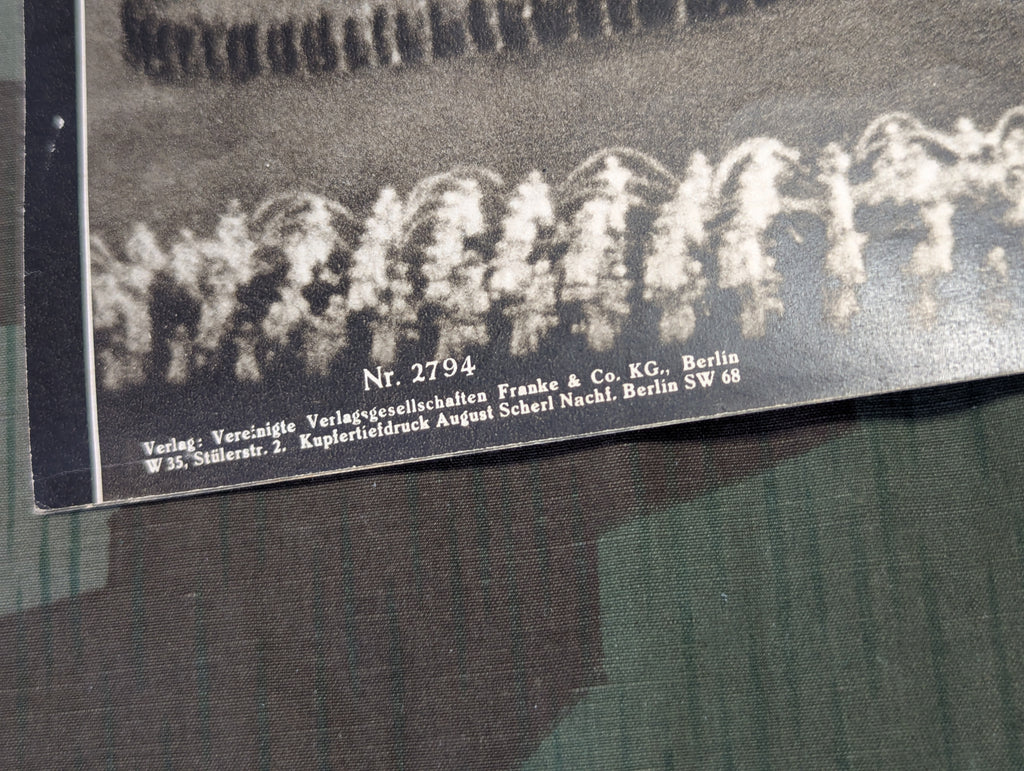 Nr. 2794
Verlag: Vereinigte Verlagsgesellschaften Franke & Co. KG., Berlin
W 35, Stülerstr. 2. Kupfertiefdruck August Scherl Nachf. Berlin SW 68